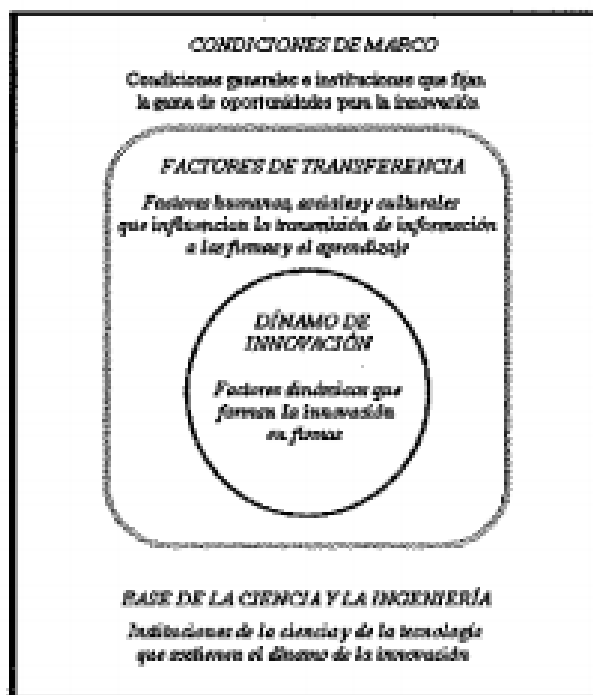 CONDICIONES DE MARCO
Condiciones generales e instituciones que fijan
la gama de oportunidades para la innovación
FACTORES DE TRANSFERENCIA
Factores humanos, sociales y culturales
que influencian la transmisión de información
a las firmas y el aprendizaje
DÍNAMO DE
INNOVACIÓN
Factores dinámicos que
forman la innovación
en firmas
BASE DE LA CIENCIA Y LA INGENIERÍA
Instituciones de la ciencia y de la tecnología
que sostienen el dínamo de la innovación